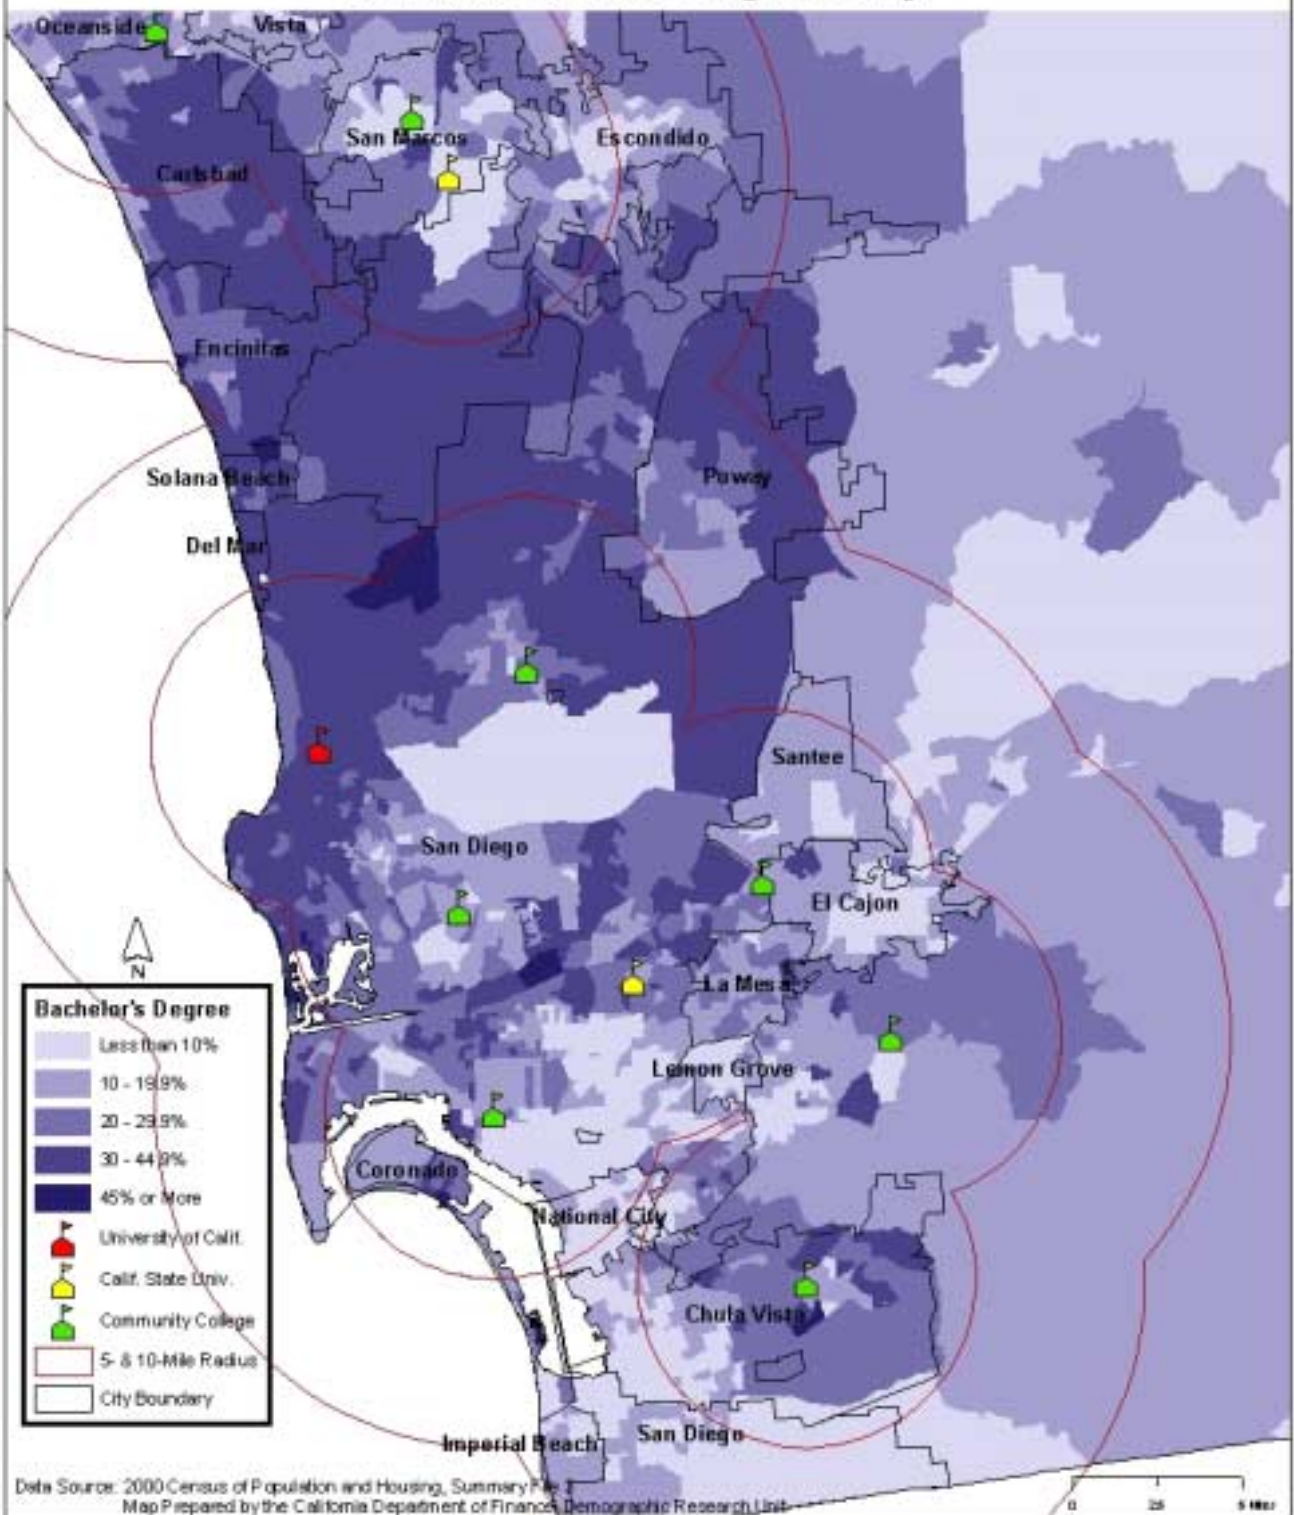 Oceanside
Vista
San Marcos
Escondido
Carlsbad
Encinitas
Solana Beach
Poway
Del Mar
Santee
San Diego
El Cajon
N
La Mesa
Bachelor's Degree
Less than 10%
10 - 19.9%
20 - 29.9%
30 - 44.9%
45% or More
University of Calif.
Calif. State Univ.
Community College
5- & 10-Mile Radius
City Boundary
Lemon Grove
Coronado
National City
Chula Vista
Imperial Beach
San Diego
Data Source: 2000 Census of Population and Housing, Summary File
Map Prepared by the California Department of Finance, Demographic Research Unit
0 2.5 5 Miles